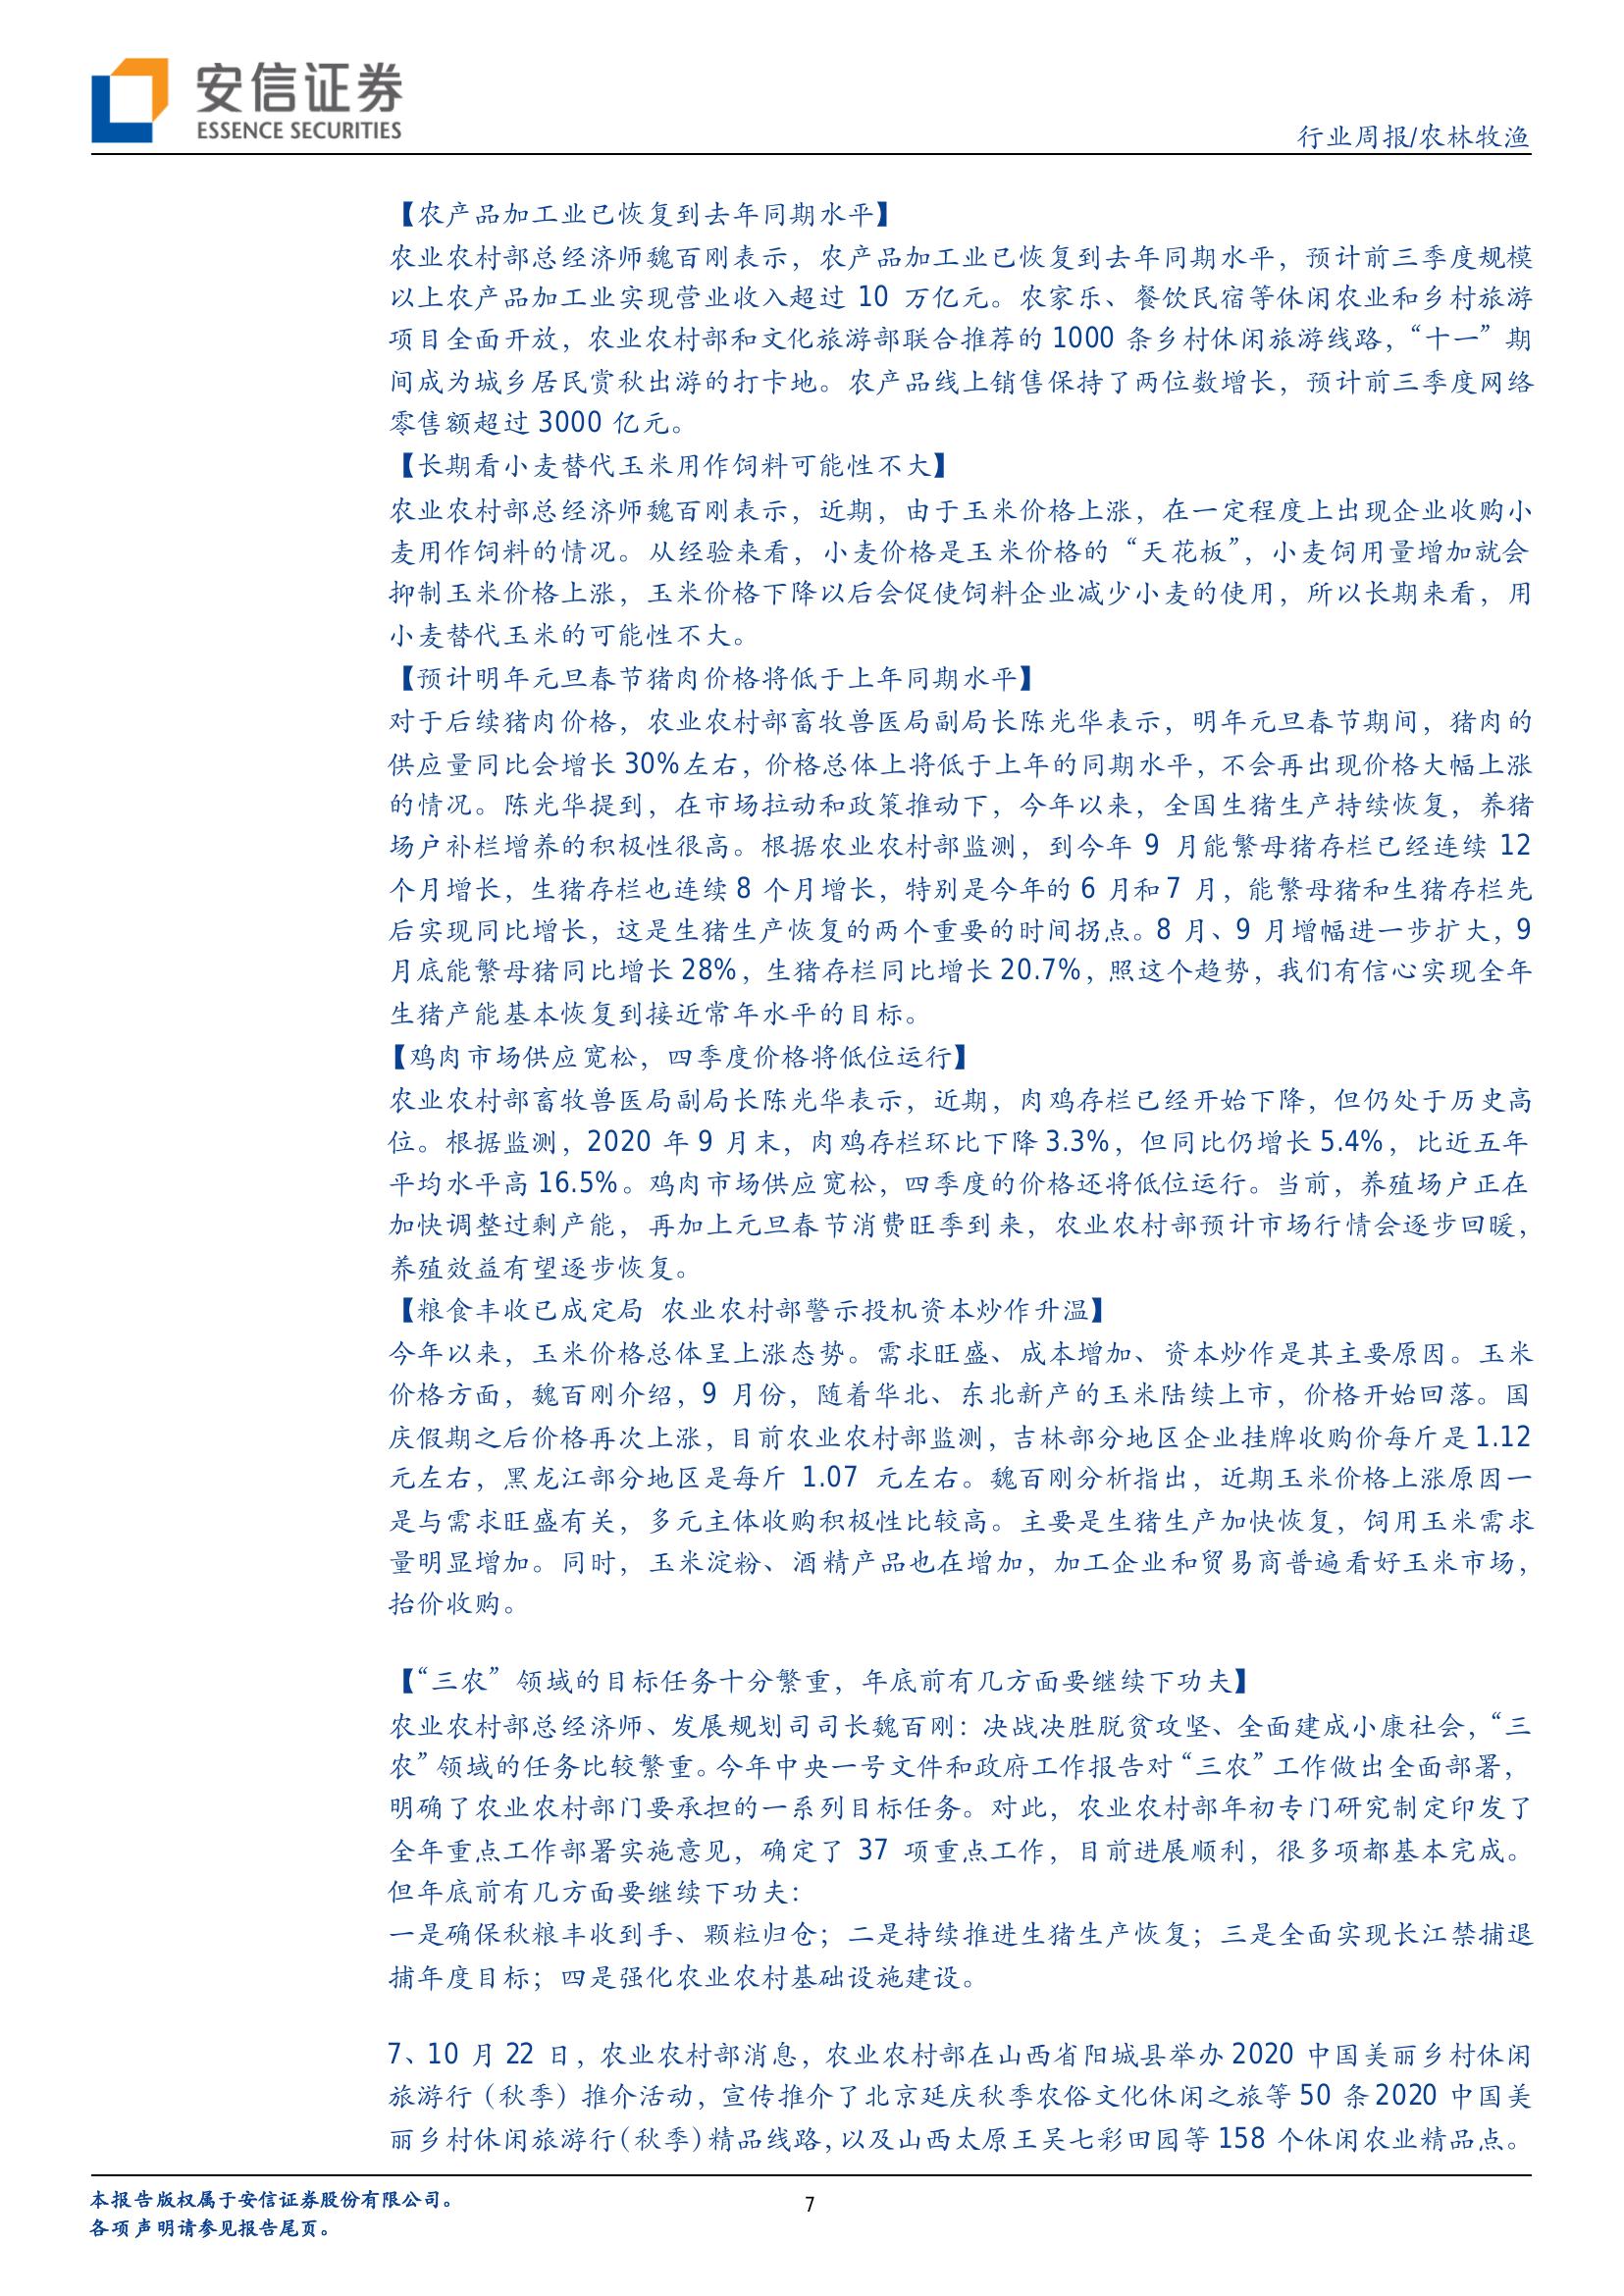 安信证券
ESSENCE SECURITIES
行业周报/农林牧渔
【农产品加工业已恢复到去年同期水平】
农业农村部总经济师魏百刚表示，农产品加工业已恢复到去年同期水平，预计前三季度规模
以上农产品加工业实现营业收入超过 10 万亿元。农家乐、餐饮民宿等休闲农业和乡村旅游
项目全面开放，农业农村部和文化旅游部联合推荐的 1000 条乡村休闲旅游线路，“十一”期
间成为城乡居民赏秋出游的打卡地。农产品线上销售保持了两位数增长，预计前三季度网络
零售额超过 3000 亿元。
【长期看小麦替代玉米用作饲料可能性不大】
农业农村部总经济师魏百刚表示，近期，由于玉米价格上涨，在一定程度上出现企业收购小
麦用作饲料的情况。从经验来看，小麦价格是玉米价格的“天花板”，小麦饲用量增加就会
抑制玉米价格上涨，玉米价格下降以后会促使饲料企业减少小麦的使用，所以长期来看，用
小麦替代玉米的可能性不大。
【预计明年元旦春节猪肉价格将低于上年同期水平】
对于后续猪肉价格，农业农村部畜牧兽医局副局长陈光华表示，明年元旦春节期间，猪肉的
供应量同比会增长 30%左右，价格总体上将低于上年的同期水平，不会再出现价格大幅上涨
的情况。陈光华提到，在市场拉动和政策推动下，今年以来，全国生猪生产持续恢复，养猪
场户补栏增养的积极性很高。根据农业农村部监测，到今年 9 月能繁母猪存栏已经连续 12
个月增长，生猪存栏也连续 8 个月增长，特别是今年的 6 月和 7 月，能繁母猪和生猪存栏先
后实现同比增长，这是生猪生产恢复的两个重要的时间拐点。8 月、9 月增幅进一步扩大，9
月底能繁母猪同比增长 28%，生猪存栏同比增长 20.7%，照这个趋势，我们有信心实现全年
生猪产能基本恢复到接近常年水平的目标。
【鸡肉市场供应宽松，四季度价格将低位运行】
农业农村部畜牧兽医局副局长陈光华表示，近期，肉鸡存栏已经开始下降，但仍处于历史高
位。根据监测，2020 年 9 月末，肉鸡存栏环比下降 3.3%，但同比仍增长 5.4%，比近五年
平均水平高 16.5%。鸡肉市场供应宽松，四季度的价格还将低位运行。当前，养殖场户正在
加快调整过剩产能，再加上元旦春节消费旺季到来，农业农村部预计市场行情会逐步回暖，
养殖效益有望逐步恢复。
【粮食丰收已成定局 农业农村部警示投机资本炒作升温】
今年以来，玉米价格总体呈上涨态势。需求旺盛、成本增加、资本炒作是其主要原因。玉米
价格方面，魏百刚介绍，9 月份，随着华北、东北新产的玉米陆续上市，价格开始回落。国
庆假期之后价格再次上涨，目前农业农村部监测，吉林部分地区企业挂牌收购价每斤是 1.12
元左右，黑龙江部分地区是每斤 1.07 元左右。魏百刚分析指出，近期玉米价格上涨原因一
是与需求旺盛有关，多元主体收购积极性比较高。主要是生猪生产加快恢复，饲用玉米需求
量明显增加。同时，玉米淀粉、酒精产品也在增加，加工企业和贸易商普遍看好玉米市场，
抬价收购。
【“三农”领域的目标任务十分繁重，年底前有几方面要继续下功夫】
农业农村部总经济师、发展规划司司长魏百刚：决战决胜脱贫攻坚、全面建成小康社会，“三
农”领域的任务比较繁重。今年中央一号文件和政府工作报告对“三农”工作做出全面部署，
明确了农业农村部门要承担的一系列目标任务。对此，农业农村部年初专门研究制定印发了
全年重点工作部署实施意见，确定了 37 项重点工作，目前进展顺利，很多项都基本完成。
但年底前有几方面要继续下功夫：
一是确保秋粮丰收到手、颗粒归仓；二是持续推进生猪生产恢复；三是全面实现长江禁捕退
捕年度目标；四是强化农业农村基础设施建设。
7、10 月 22 日，农业农村部消息，农业农村部在山西省阳城县举办 2020 中国美丽乡村休闲
旅游行（秋季）推介活动，宣传推介了北京延庆秋季农俗文化休闲之旅等 50 条 2020 中国美
丽乡村休闲旅游行(秋季)精品线路，以及山西太原王吴七彩田园等 158 个休闲农业精品点。
本报告版权属于安信证券股份有限公司。
各项声明请参见报告尾页。
7